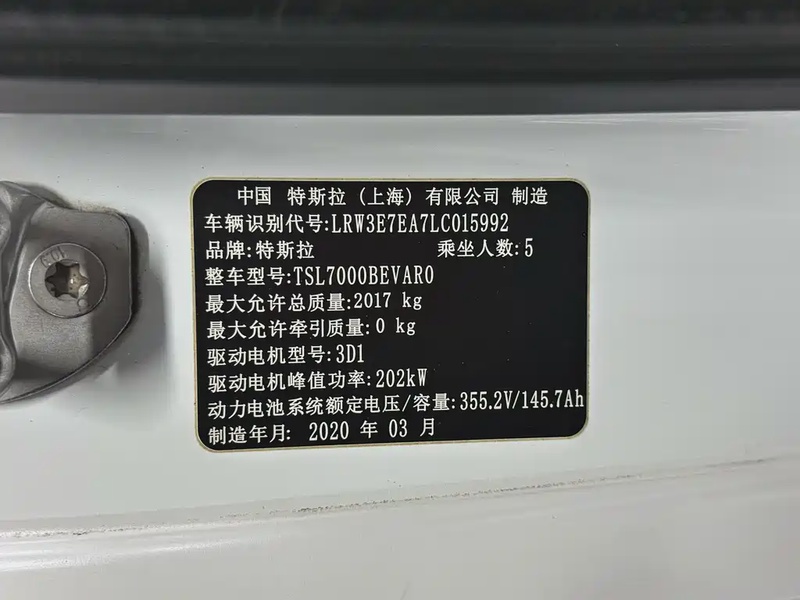 中国 特斯拉 (上海) 有限公司 制造
车辆识别代号:LRW3E7EA7LC015992
品牌:特斯拉 乘坐人数:5
整车型号:TSL7000BEVAR0
最大允许总质量:2017 kg
最大允许牵引质量:0 kg
驱动电机型号:3D1
驱动电机峰值功率:202kW
动力电池系统额定电压/容量:355.2V/145.7Ah
制造年月: 2020 年 03 月